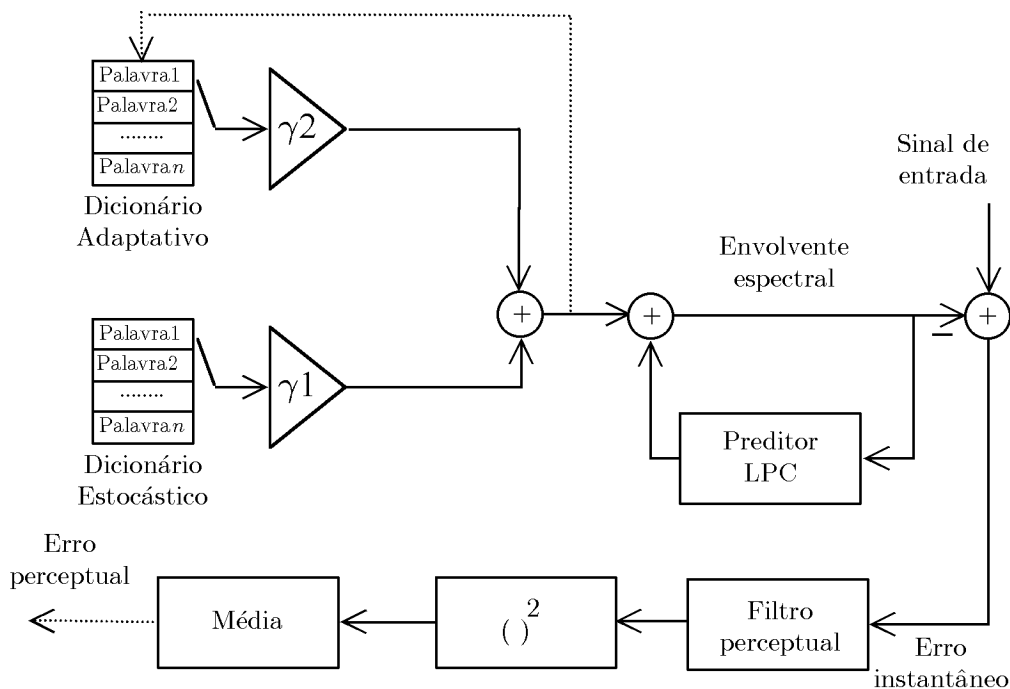 Palavra1
Palavra2
........
Palavran
Dicionário
Adaptativo
γ2
Sinal de
entrada
Envolvente
espectral
+
+
+
−
Palavra1
Palavra2
........
Palavran
Dicionário
Estocástico
γ1
Preditor
LPC
Erro
perceptual
Média
( )²
Filtro
perceptual
Erro
instantâneo